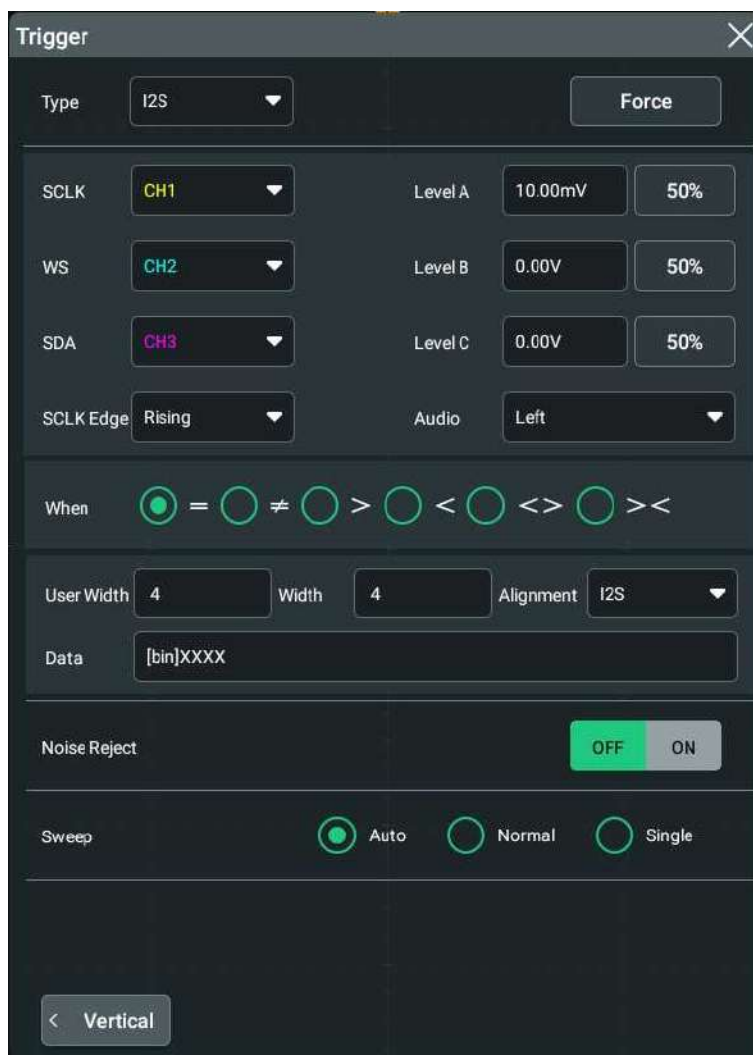 Trigger
Type I2S Force
SCLK CH1 Level A 10.00mV 50%
WS CH2 Level B 0.00V 50%
SDA CH3 Level C 0.00V 50%
SCLK Edge Rising Audio Left
When = ≠ > < <> ><
User Width 4 Width 4 Alignment I2S
Data [bin]XXXX
Noise Reject OFF ON
Sweep Auto Normal Single
< Vertical